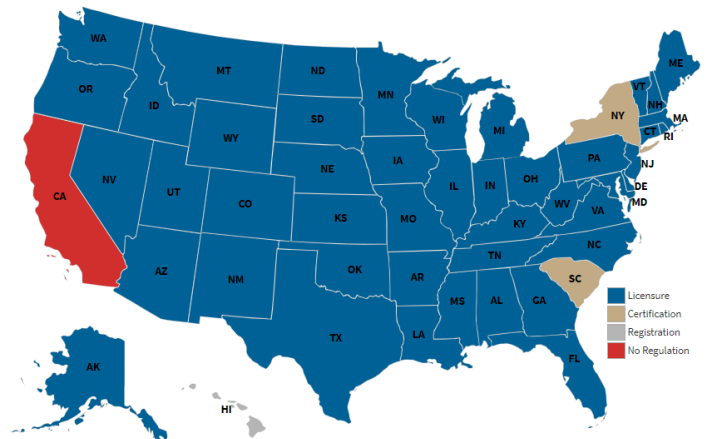 WA
MT
ND
MN
ME
OR
ID
SD
WI
VT
NH
NY
MA
MI
CT
RI
WY
IA
PA
NJ
NE
OH
IL
IN
DE
NV
UT
CO
MD
CA
WV
VA
KS
MO
KY
NC
TN
AZ
NM
OK
AR
SC
MS
AL
GA
TX
LA
FL
AK
HI
Licensure
Certification
Registration
No Regulation